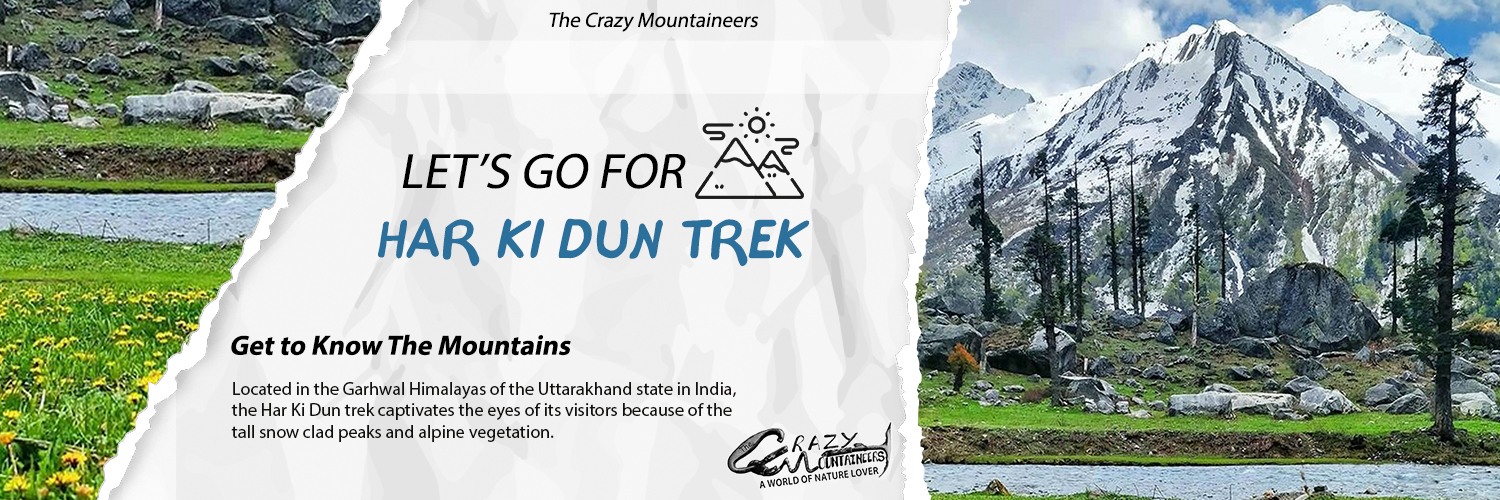 The Crazy Mountaineers
LET'S GO FOR
HAR KI DUN TREK
Get to Know The Mountains
Located in the Garhwal Himalayas of the Uttarakhand state in India,
the Har Ki Dun trek captivates the eyes of its visitors because of the
tall snow clad peaks and alpine vegetation.
The CRAZY
MOUNTAINEERS
A WORLD OF NATURE LOVER